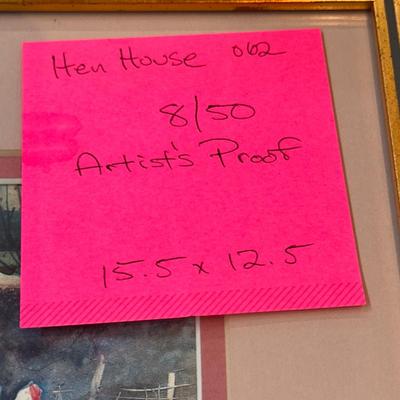 Hen House 062
8/50
Artist's Proof
15.5 x 12.5